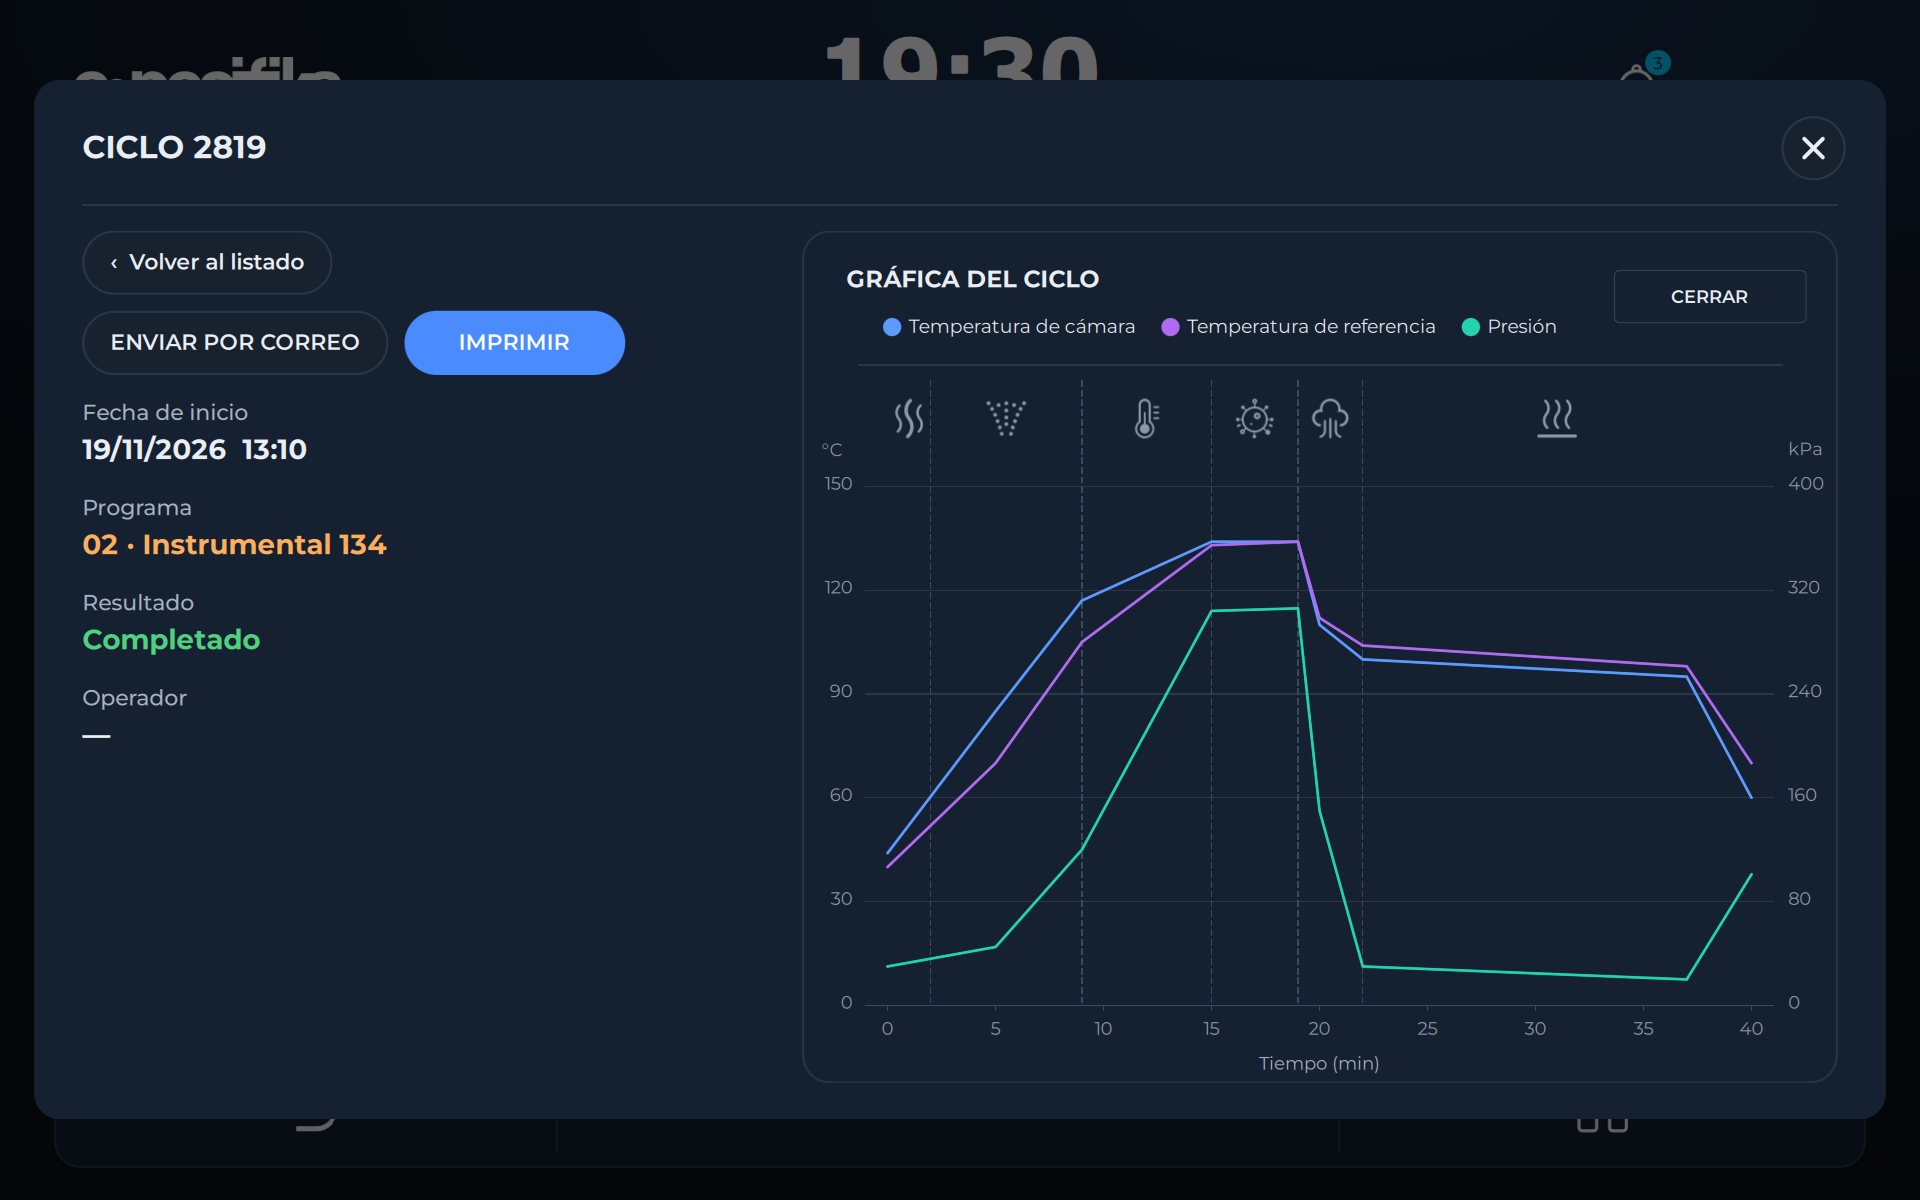 19:30
3
CICLO 2819
‹ Volver al listado
ENVIAR POR CORREO
IMPRIMIR
Fecha de inicio
19/11/2026 13:10
Programa
02 · Instrumental 134
Resultado
Completado
Operador
—
GRÁFICA DEL CICLO
CERRAR
Temperatura de cámara
Temperatura de referencia
Presión
°C
kPa
150
400
120
320
90
240
60
160
30
80
0
0
0 5 10 15 20 25 30 35 40
Tiempo (min)